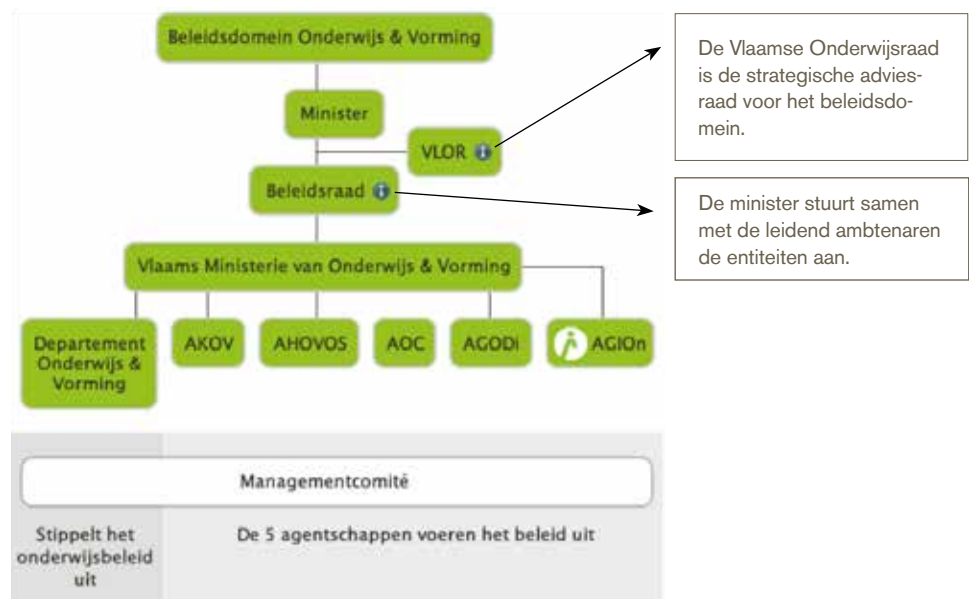 Beleidsdomein Onderwijs & Vorming
Minister
VLOR
Beleidsraad
Vlaams Ministerie van Onderwijs & Vorming
Departement
Onderwijs &
Vorming
AKOV
AHOVOS
AOC
AGODi
AGIOn
Managementcomité
Stippelt het
onderwijsbeleid
uit
De 5 agentschappen voeren het beleid uit
De Vlaamse Onderwijsraad
is de strategische advies-
raad voor het beleidsdo-
mein.
De minister stuurt samen
met de leidend ambtenaren
de entiteiten aan.